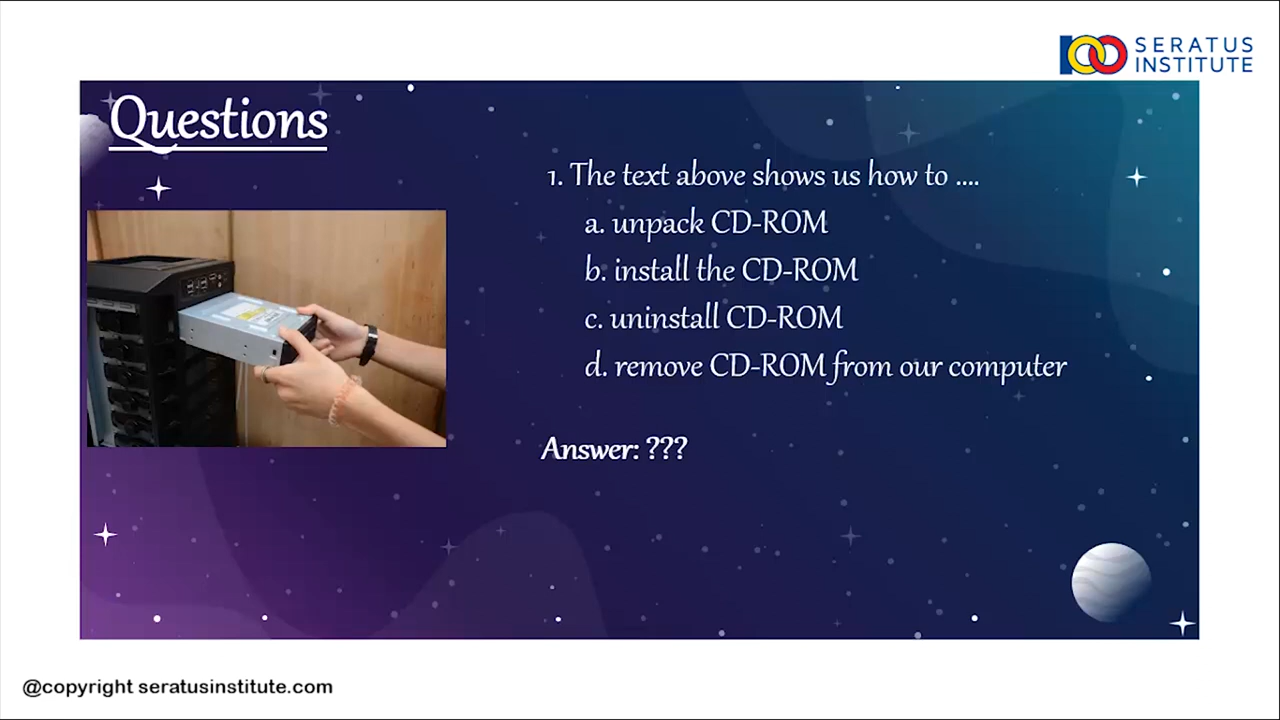 SERATUS
INSTITUTE
Questions
1. The text above shows us how to ....
a. unpack CD-ROM
b. install the CD-ROM
c. uninstall CD-ROM
d. remove CD-ROM from our computer
Answer: ???
@copyright seratusinstitute.com